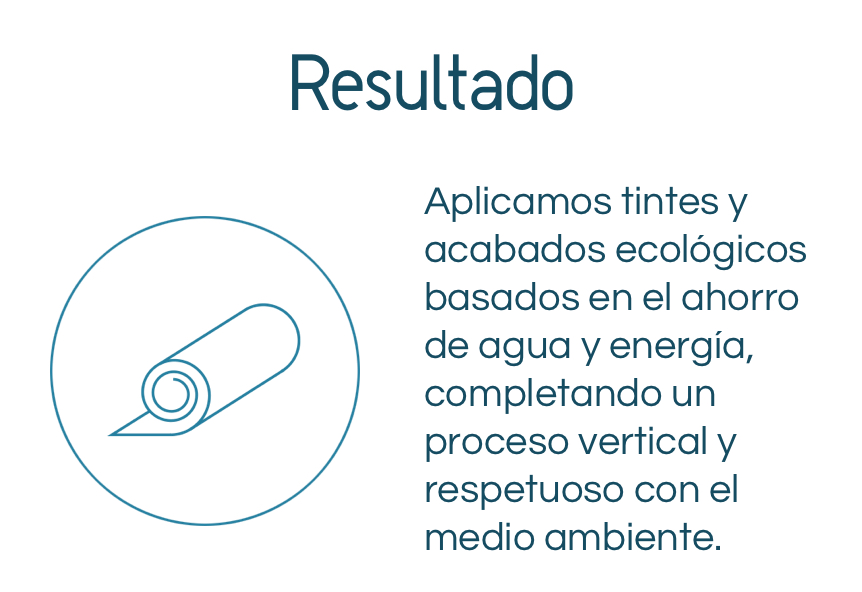 Resultado
Aplicamos tintes y
acabados ecológicos
basados en el ahorro
de agua y energía,
completando un
proceso vertical y
respetuoso con el
medio ambiente.